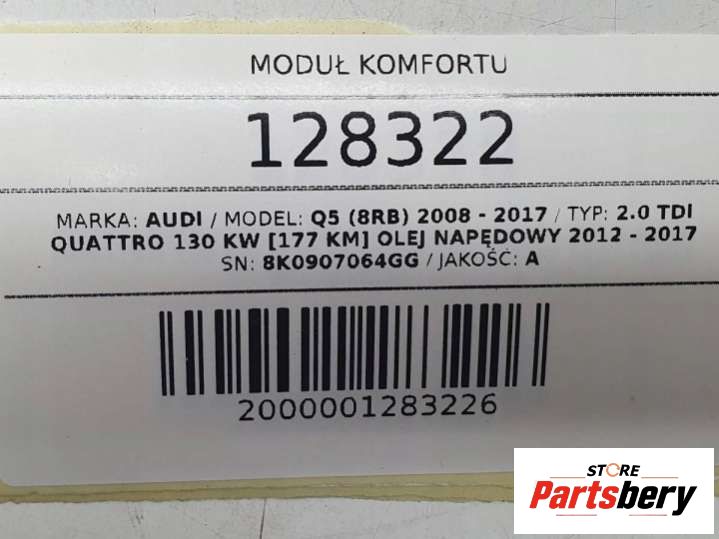 MODUŁ KOMFORTU
128322
MARKA: AUDI / MODEL: Q5 (8RB) 2008 - 2017 / TYP: 2.0 TDI
QUATTRO 130 KW [177 KM] OLEJ NAPĘDOWY 2012 - 2017
SN: 8K0907064GG / JAKOŚĆ: A
2000001283226
STORE
Partsbery